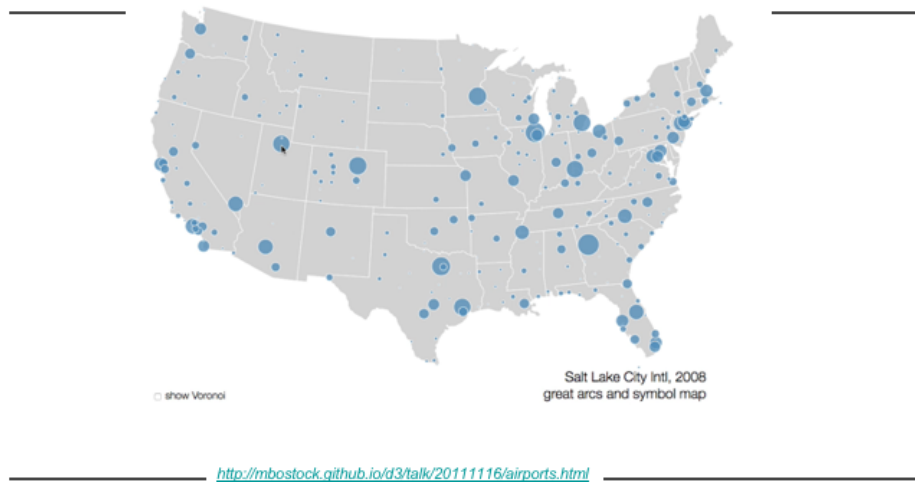 Salt Lake City Intl, 2008
great arcs and symbol map
show Voronoi
http://mbostock.github.io/d3/talk/20111116/airports.html